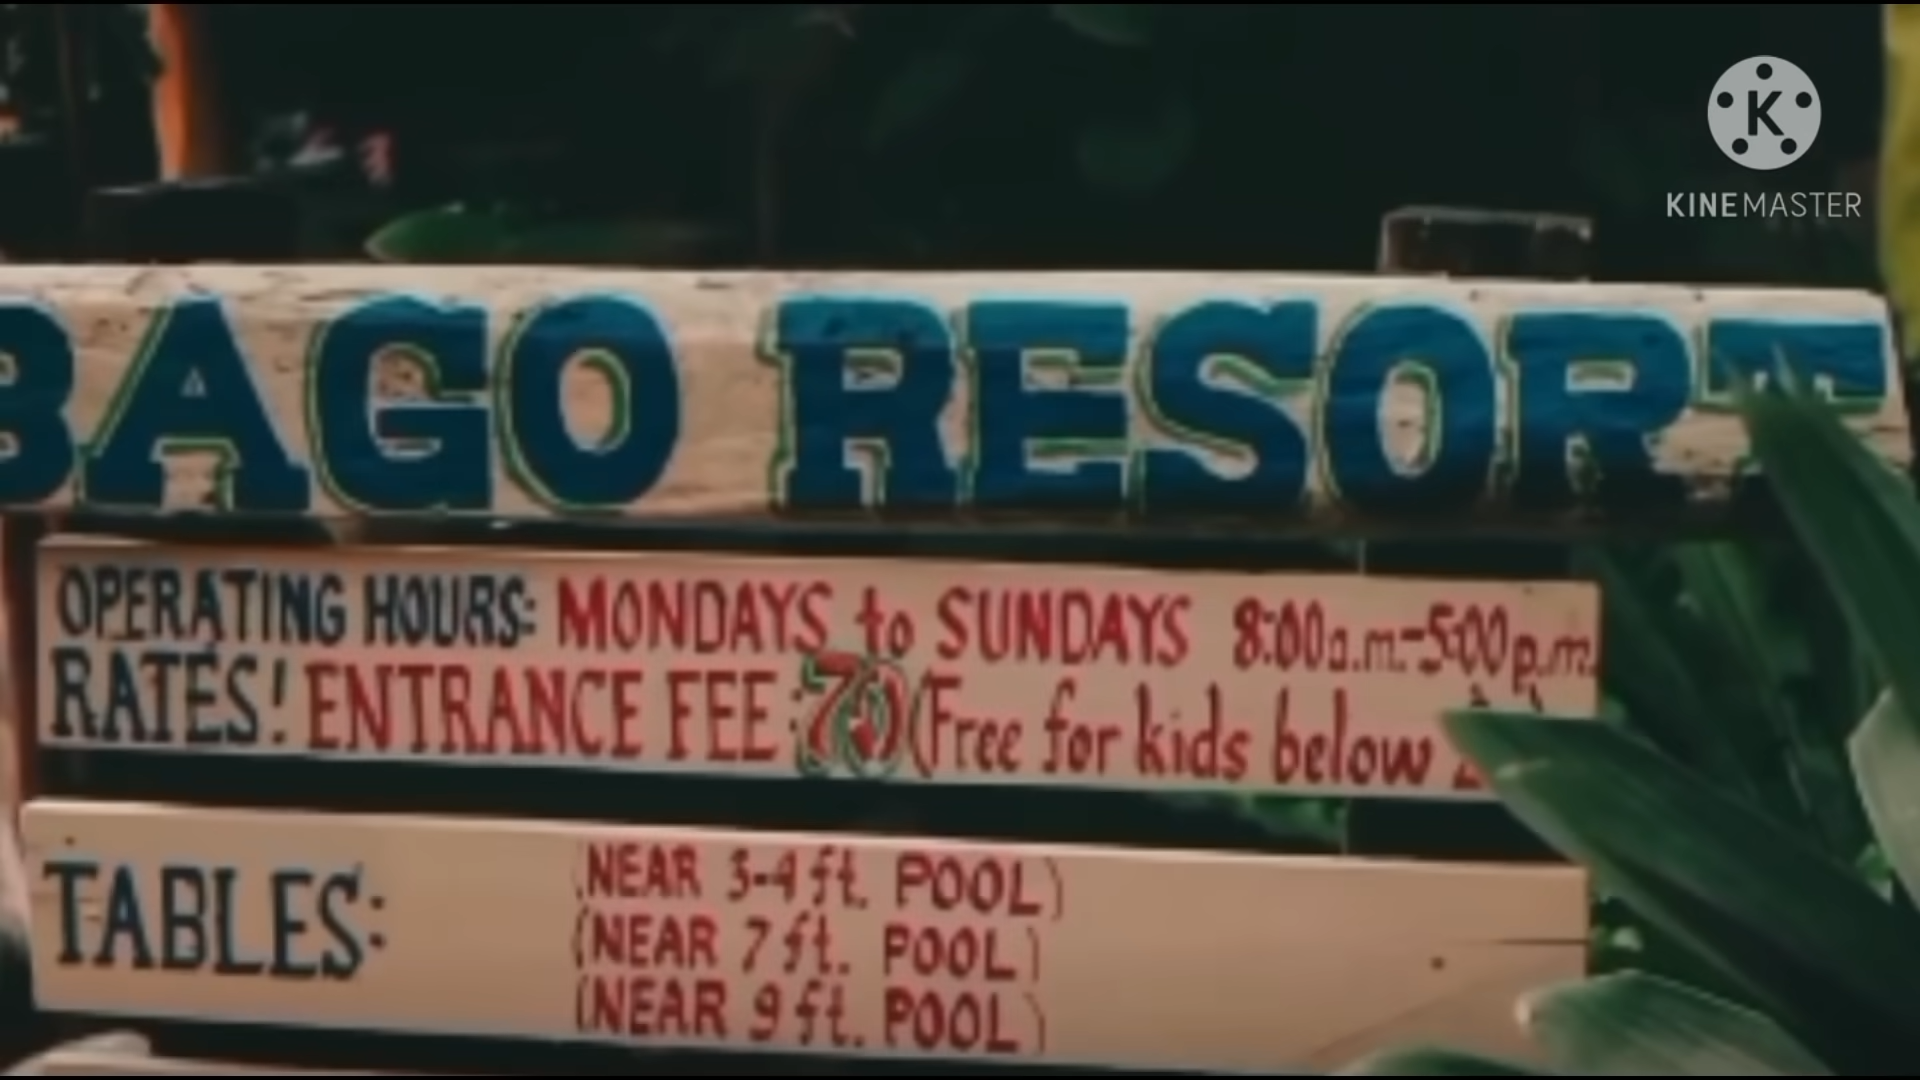 KINEMASTER
BAGO RESORT
OPERATING HOURS: MONDAYS to SUNDAYS 8:00a.m.-5:00p.m.
RATES! ENTRANCE FEE: 70 (Free for kids below
TABLES: (NEAR 3-4 ft. POOL)
(NEAR 7 ft. POOL)
(NEAR 9 ft. POOL)